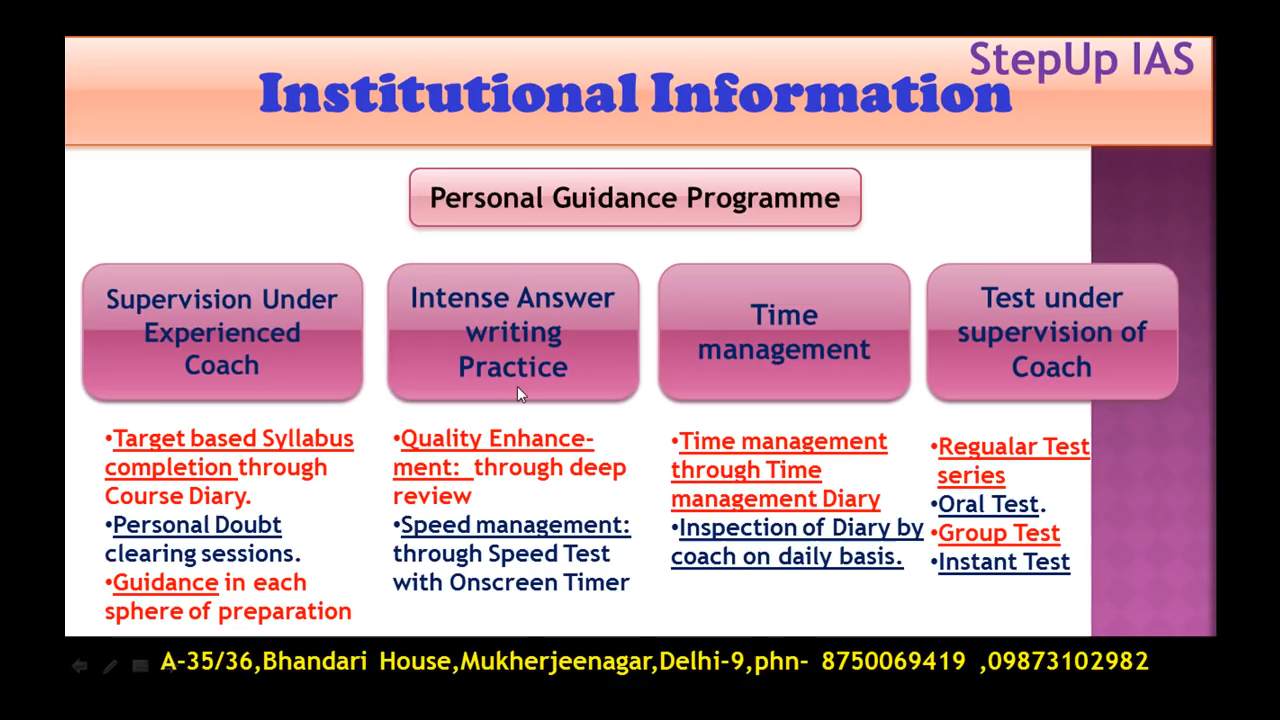 StepUp IAS
Institutional Information
Personal Guidance Programme
Supervision Under
Experienced
Coach
Intense Answer
writing
Practice
Time
management
Test under
supervision of
Coach
•Target based Syllabus
completion through
Course Diary.
•Personal Doubt
clearing sessions.
•Guidance in each
sphere of preparation
•Quality Enhance-
ment: through deep
review
•Speed management:
through Speed Test
with Onscreen Timer
•Time management
through Time
management Diary
•Inspection of Diary by
coach on daily basis.
•Regualar Test
series
•Oral Test.
•Group Test
•Instant Test
A-35/36,Bhandari House,Mukherjeenagar,Delhi-9,phn- 8750069419 ,09873102982